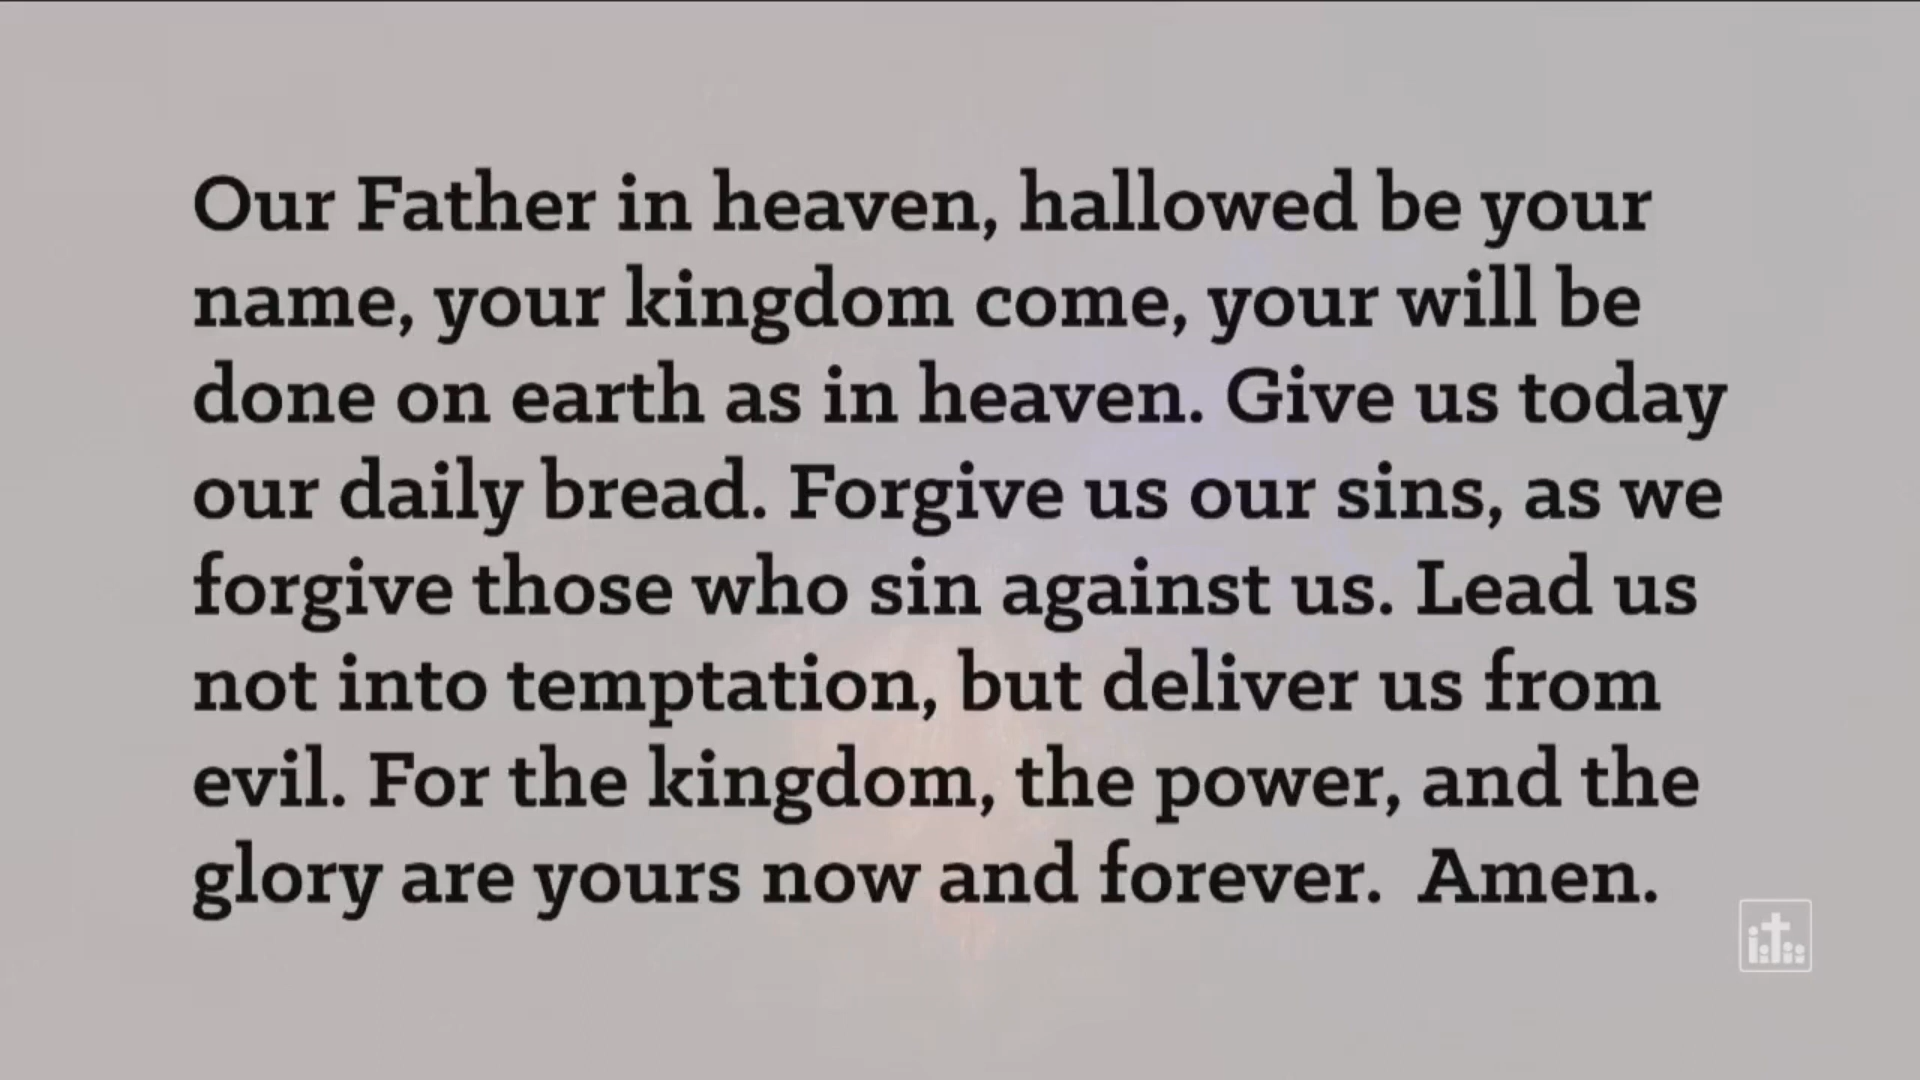 Our Father in heaven, hallowed be your
name, your kingdom come, your will be
done on earth as in heaven. Give us today
our daily bread. Forgive us our sins, as we
forgive those who sin against us. Lead us
not into temptation, but deliver us from
evil. For the kingdom, the power, and the
glory are yours now and forever.  Amen.